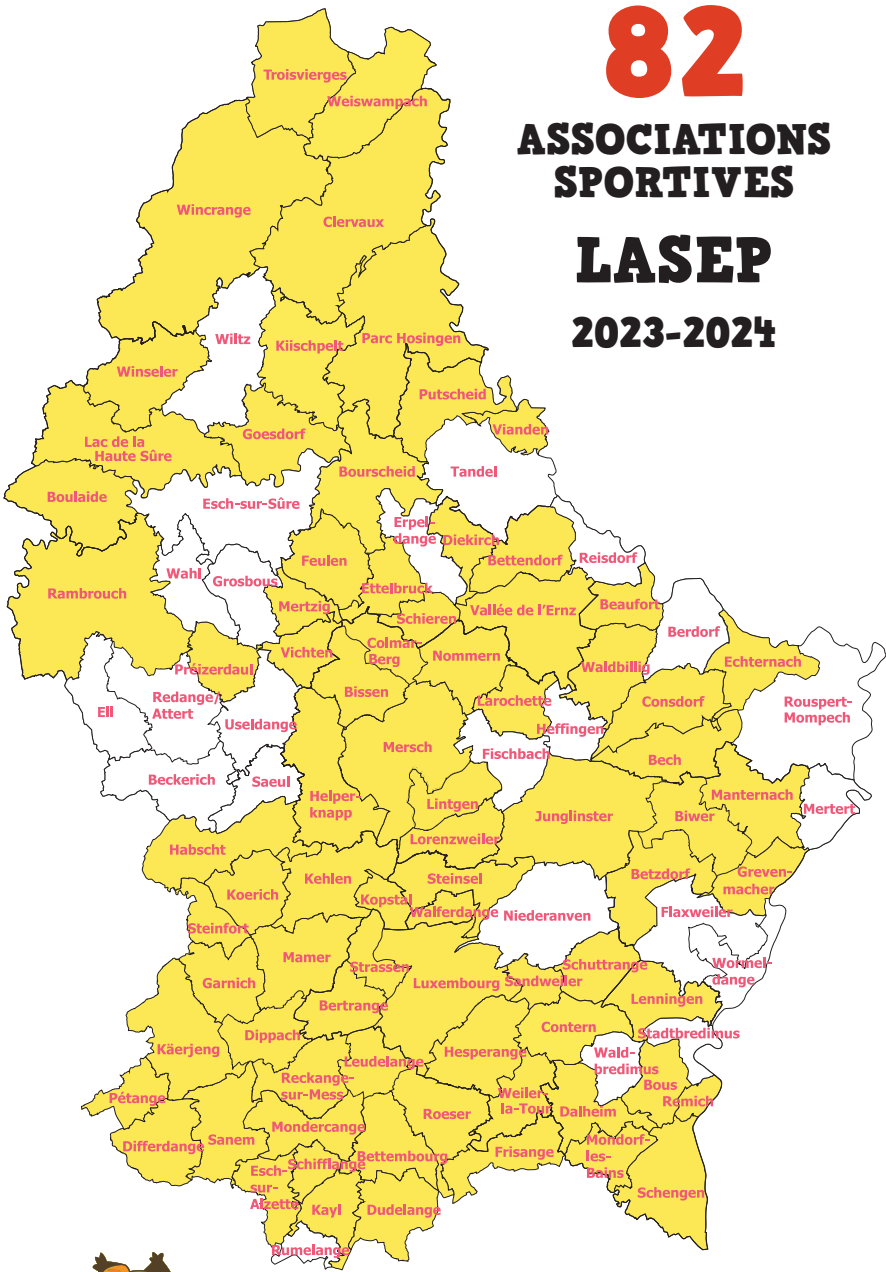 82
ASSOCIATIONS
SPORTIVES
LASEP
2023-2024
Troisvierges
Weiswampach
Wincrange
Clervaux
Wiltz
Kiischpelt
Parc Hosingen
Winseler
Putscheid
Vianden
Goesdorf
Lac de la
Haute Sûre
Bourscheid
Tandel
Boulaide
Esch-sur-Sûre
Erpel-
dange
Diekirch
Reisdorf
Feulen
Bettendorf
Wahl
Grosbous
Ettelbruck
Rambrouch
Mertzig
Schieren
Vallée de l'Ernz
Beaufort
Berdorf
Préizerdaul
Vichten
Colmar-
Berg
Nommern
Waldbillig
Echternach
Bissen
Larochette
Consdorf
Rouspert-
Mompech
Ell
Redange/
Attert
Useldange
Heffingen
Mersch
Fischbach
Bech
Beckerich
Saeul
Helper-
knapp
Lintgen
Junglinster
Manternach
Biwer
Mertert
Lorenzweiler
Habscht
Kehlen
Steinsel
Betzdorf
Greven-
macher
Koerich
Kopstal
Walferdange
Niederanven
Flaxweiler
Steinfort
Mamer
Strassen
Schuttrange
Wormel-
dange
Garnich
Luxembourg
Sandweiler
Lenningen
Bertrange
Dippach
Contern
Stadtbredimus
Käerjeng
Leudelange
Hesperange
Wald-
bredimus
Reckange-
sur-Mess
Bous
Pétange
Weiler-
la-Tour
Remich
Roeser
Dalheim
Mondercange
Differdange
Sanem
Mondorf-
les-
Bains
Frisange
Bettembourg
Schifflange
Esch-
sur-
Alzette
Schengen
Kayl
Dudelange
Rumelange